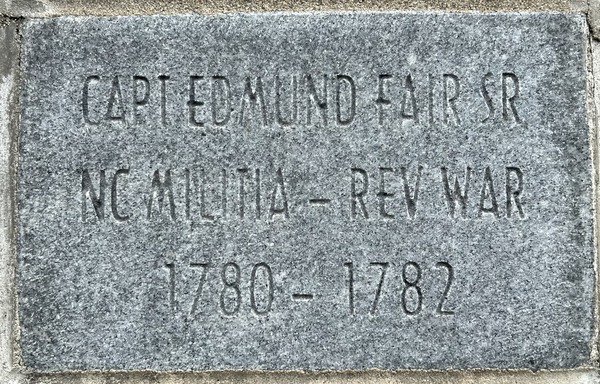 CAPT EDMUND FAIR SR
NC MILITIA – REV WAR
1780 – 1782